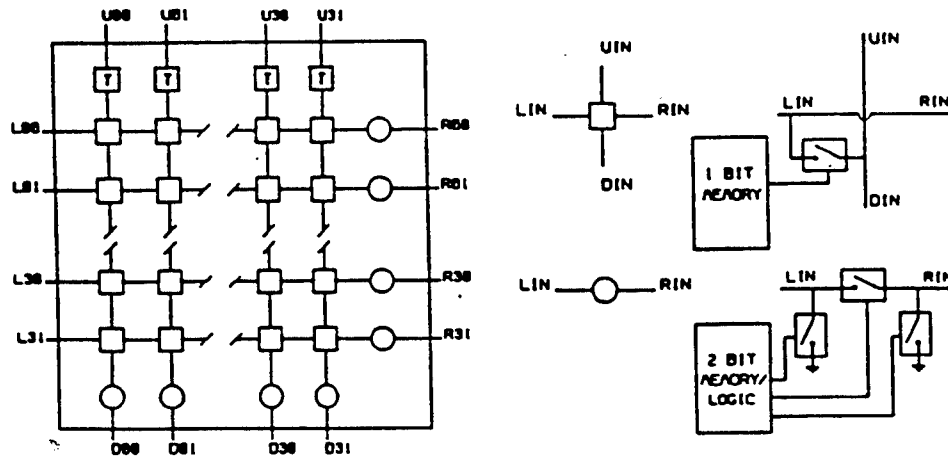 U00 U01 U30 U31
T T T T
L00 R00
L01 R01
L30 R30
L31 R31
D00 D01 D30 D31
UIN
LIN RIN
DIN
LIN RIN
UIN
LIN RIN
1 BIT
MEMORY
DIN
LIN RIN
2 BIT
MEMORY/
LOGIC